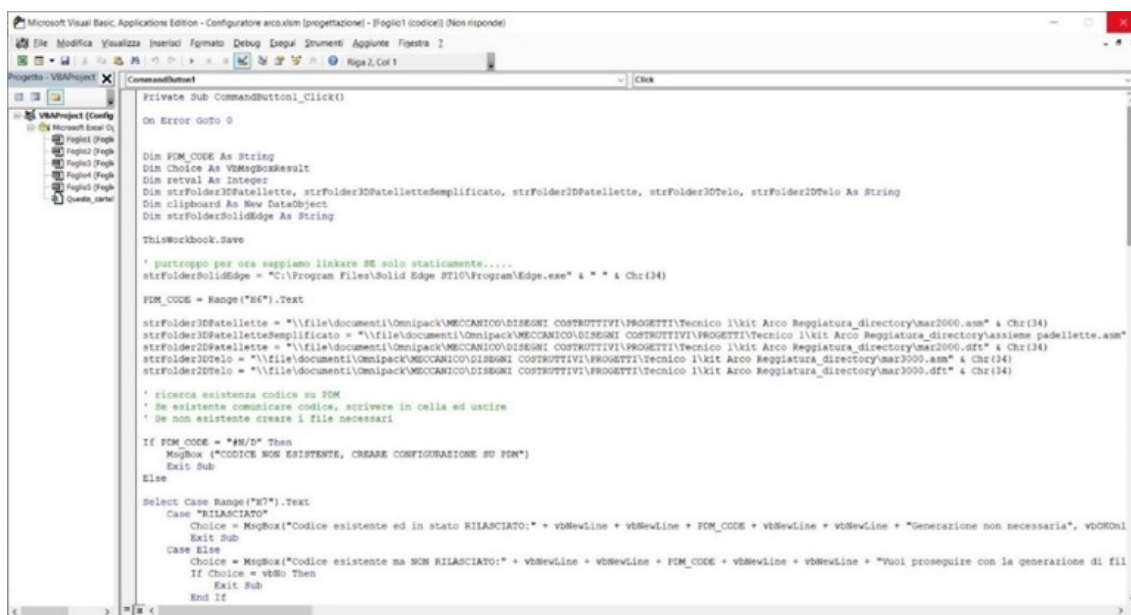 Microsoft Visual Basic, Applications Edition - Configuratore arco.xlsm [progettazione] - [Foglio1 (codice)] (Non risponde)
File Modifica Visualizza Inserisci Formato Debug Esegui Strumenti Aggiunte Finestra ?
Riga 2, Col 1
Progetto - VBAProject
CommandButton1 Click
VBAProject (Config
Microsoft Excel Og
Foglio1 (Fogli
Foglio2 (Fogli
Foglio3 (Fogli
Foglio4 (Fogli
Foglio5 (Fogli
Questa_cartel
Private Sub CommandButton1_Click()
On Error GoTo 0
Dim PDM_CODE As String
Dim Choice As VbMsgBoxResult
Dim retval As Integer
Dim strFolder3DPatellette, strFolder3DPatelletteSemplificato, strFolder2DPatellette, strFolder3DTelo, strFolder2DTelo As String
Dim clipboard As New DataObject
Dim strFolderSolidEdge As String
ThisWorkbook.Save
' purtroppo per ora sappiamo linkare SE solo staticamente.....
strFolderSolidEdge = "C:\Program Files\Solid Edge ST10\Program\Edge.exe" & " " & Chr(34)
PDM_CODE = Range("H6").Text
strFolder3DPatellette = "\\file\documenti\Omnipack\MECCANICO\DISEGNI COSTRUTTIVI\PROGETTI\Tecnico 1\kit Arco Reggiatura_directory\mar2000.asm" & Chr(34)
strFolder3DPatelletteSemplificato = "\\file\documenti\Omnipack\MECCANICO\DISEGNI COSTRUTTIVI\PROGETTI\Tecnico 1\kit Arco Reggiatura_directory\assieme padellette.asm"
strFolder2DPatellette = "\\file\documenti\Omnipack\MECCANICO\DISEGNI COSTRUTTIVI\PROGETTI\Tecnico 1\kit Arco Reggiatura_directory\mar2000.dft" & Chr(34)
strFolder3DTelo = "\\file\documenti\Omnipack\MECCANICO\DISEGNI COSTRUTTIVI\PROGETTI\Tecnico 1\kit Arco Reggiatura_directory\mar3000.asm" & Chr(34)
strFolder2DTelo = "\\file\documenti\Omnipack\MECCANICO\DISEGNI COSTRUTTIVI\PROGETTI\Tecnico 1\kit Arco Reggiatura_directory\mar3000.dft" & Chr(34)
' ricerca esistenza codice su PDM
' Se esistente comunicare codice, scrivere in cella ed uscire
' Se non esistente creare i file necessari
If PDM_CODE = "#N/D" Then
MsgBox ("CODICE NON ESISTENTE, CREARE CONFIGURAZIONE SU PDM")
Exit Sub
Else
Select Case Range("H7").Text
Case "RILASCIATO"
Choice = MsgBox("Codice esistente ed in stato RILASCIATO:" + vbNewLine + vbNewLine + PDM_CODE + vbNewLine + vbNewLine + "Generazione non necessaria", vbOKOnl
Exit Sub
Case Else
Choice = MsgBox("Codice esistente ma NON RILASCIATO:" + vbNewLine + vbNewLine + PDM_CODE + vbNewLine + vbNewLine + "Vuoi proseguire con la generazione di fil
If Choice = vbNo Then
Exit Sub
End If